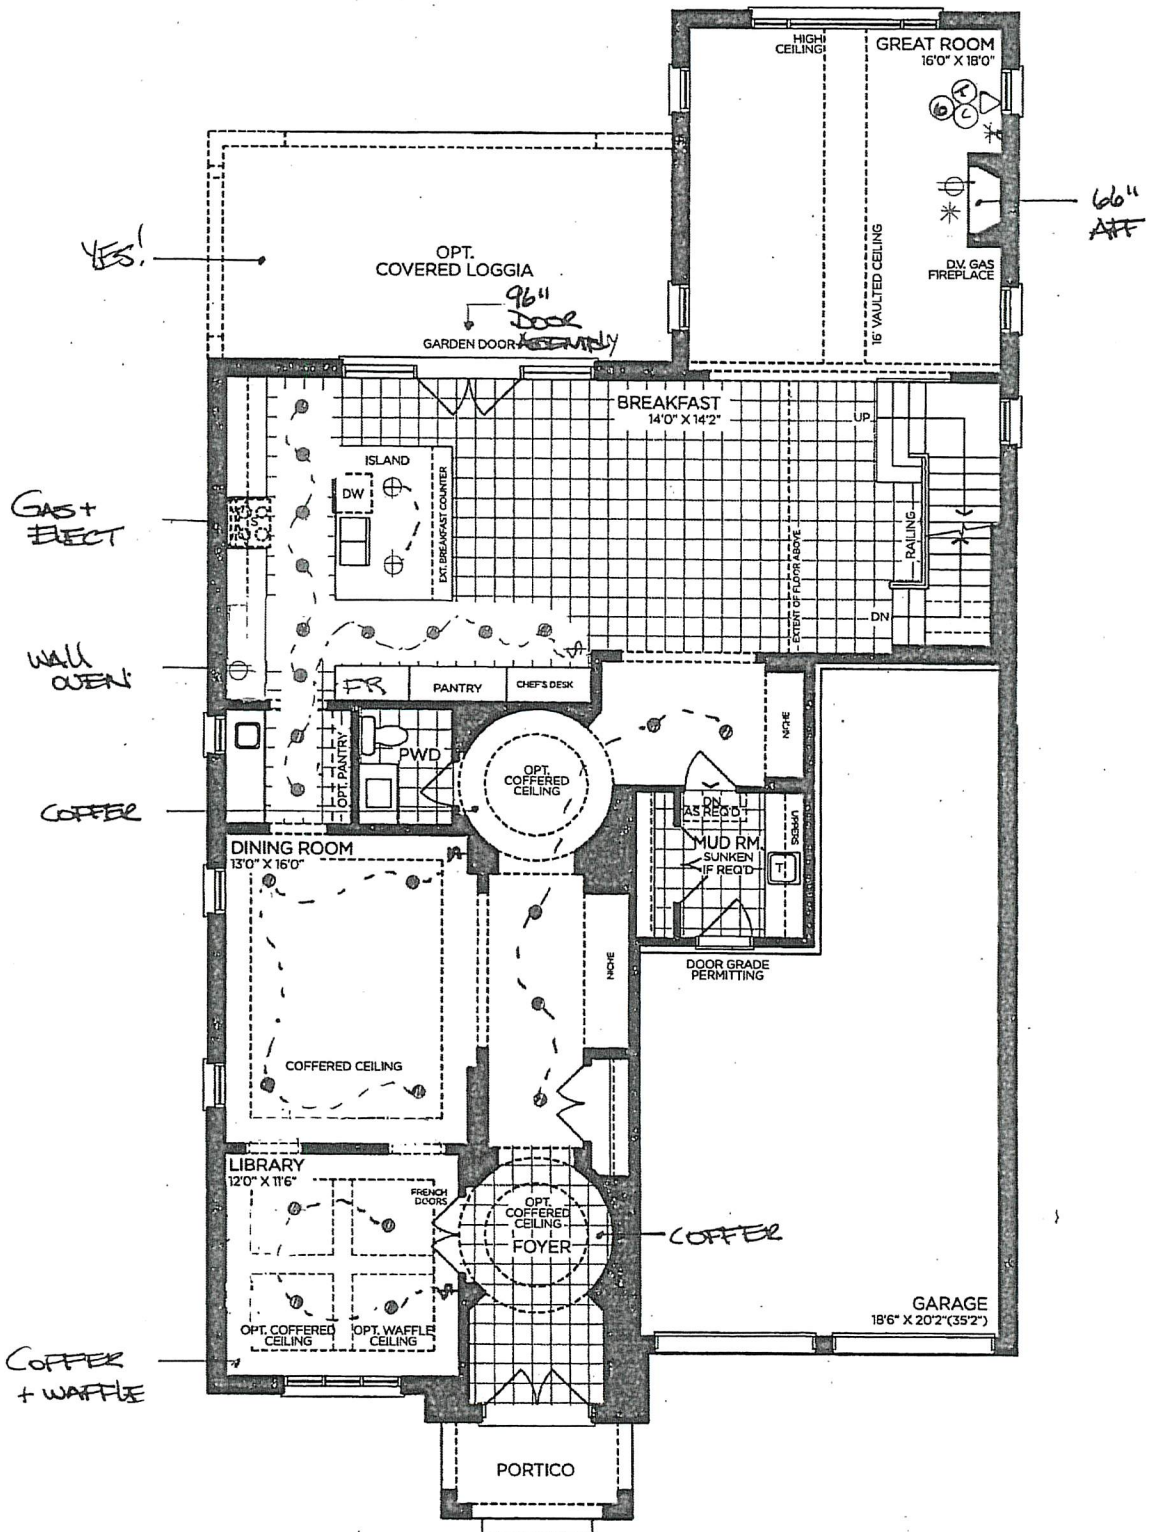 HIGH
CEILING
GREAT ROOM
16'0" X 18'0"
G
T
C
66"
AFF
16' VAULTED CEILING
D.V. GAS
FIREPLACE
YES!
OPT.
COVERED LOGGIA
96"
DOOR
ASSEMBLY
GARDEN DOOR
BREAKFAST
14'0" X 14'2"
UP
ISLAND
DW
EXT. BREAKFAST COUNTER
GAS +
ELECT
S
RAILING
EXTENT OF FLOOR ABOVE
DN
WALL
OVEN
FR
PANTRY
CHEF'S DESK
NICHE
OPT. PANTRY
PWD
OPT.
COFFERED
CEILING
COFFER
DN
AS REQ'D
UPPERS
MUD RM.
SUNKEN
IF REQ'D
T
DINING ROOM
13'0" X 16'0"
NICHE
DOOR GRADE
PERMITTING
COFFERED CEILING
LIBRARY
12'0" X 11'6"
FRENCH
DOORS
OPT.
COFFERED
CEILING
FOYER
COFFER
OPT. COFFERED
CEILING
OPT. WAFFLE
CEILING
GARAGE
18'6" X 20'2"(35'2")
COFFER
+ WAFFLE
PORTICO